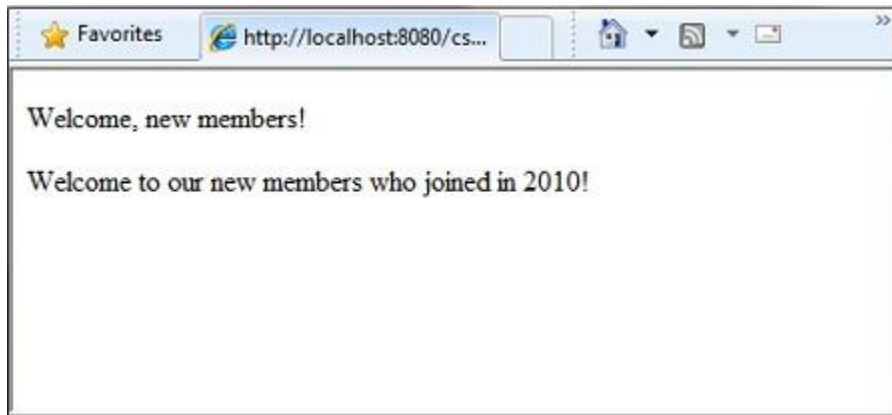 Favorites
http://localhost:8080/cs...
»
Welcome, new members!
Welcome to our new members who joined in 2010!